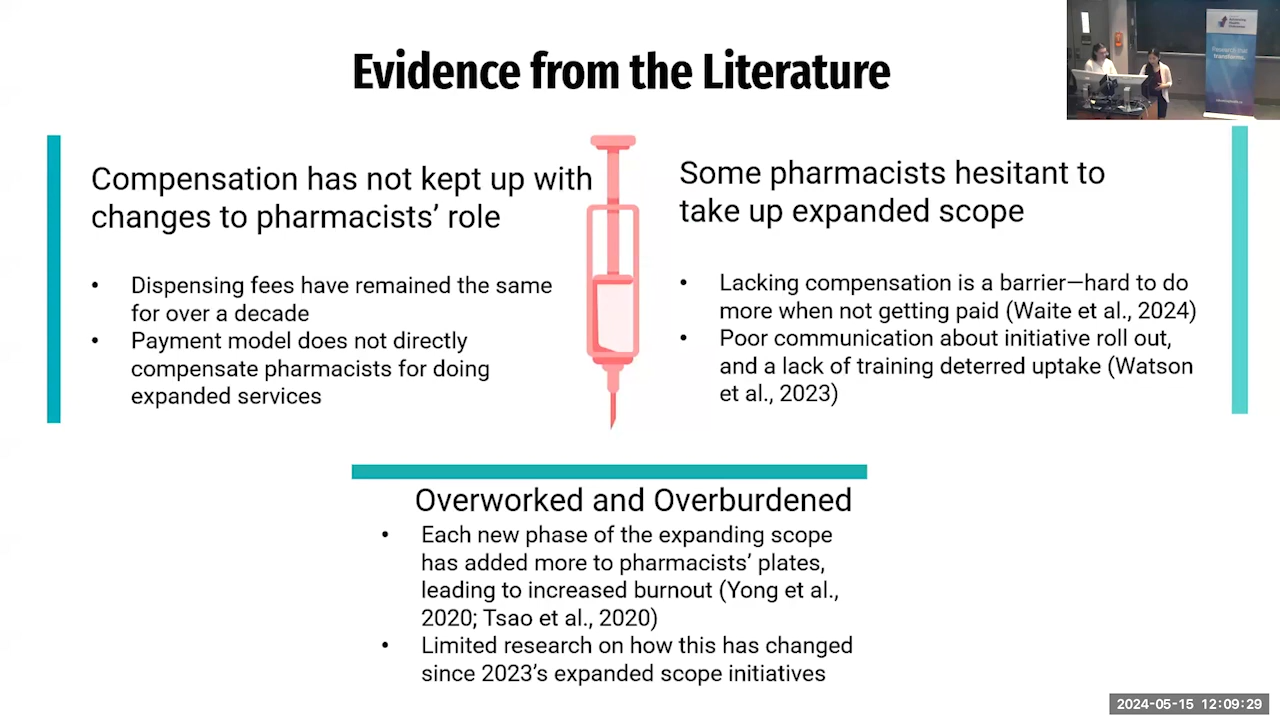 Evidence from the Literature
Compensation has not kept up with
changes to pharmacists’ role
• Dispensing fees have remained the same
for over a decade
• Payment model does not directly
compensate pharmacists for doing
expanded services
Some pharmacists hesitant to
take up expanded scope
• Lacking compensation is a barrier—hard to do
more when not getting paid (Waite et al., 2024)
• Poor communication about initiative roll out,
and a lack of training deterred uptake (Watson
et al., 2023)
Overworked and Overburdened
• Each new phase of the expanding scope
has added more to pharmacists’ plates,
leading to increased burnout (Yong et al.,
2020; Tsao et al., 2020)
• Limited research on how this has changed
since 2023’s expanded scope initiatives
Research that
transforms.
2024-05-15 12:09:29